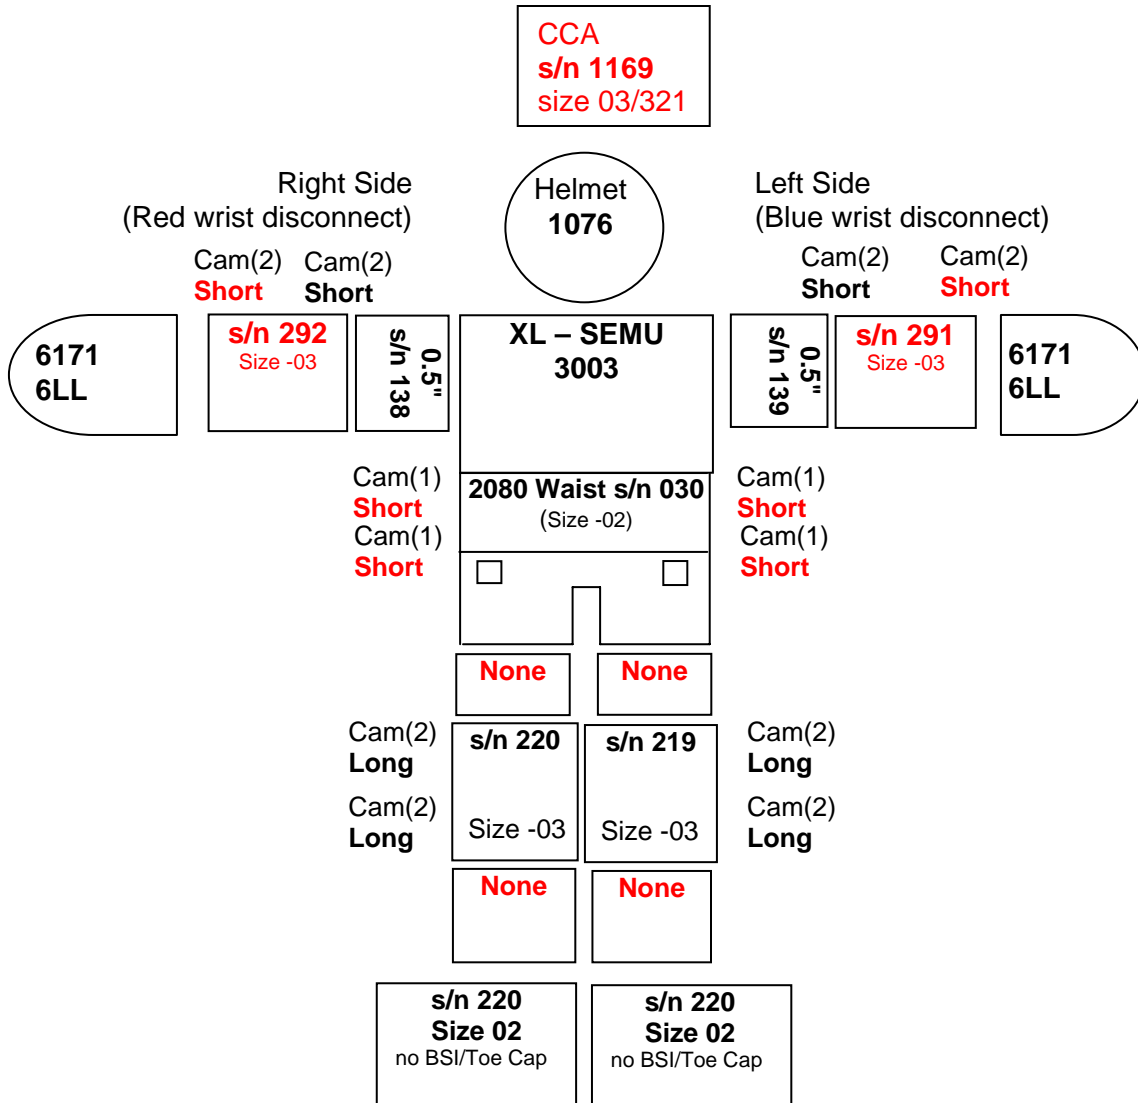 CCA
s/n 1169
size 03/321
Right Side
(Red wrist disconnect)
Helmet
1076
Left Side
(Blue wrist disconnect)
Cam(2)
Short
Cam(2)
Short
Cam(2)
Short
Cam(2)
Short
6171
6LL
s/n 292
Size -03
0.5"
s/n 138
XL – SEMU
3003
0.5"
s/n 139
s/n 291
Size -03
6171
6LL
Cam(1)
Short
Cam(1)
Short
2080 Waist s/n 030
(Size -02)
Cam(1)
Short
Cam(1)
Short
None
None
Cam(2)
Long
Cam(2)
Long
s/n 220
Size -03
s/n 219
Size -03
Cam(2)
Long
Cam(2)
Long
None
None
s/n 220
Size 02
no BSI/Toe Cap
s/n 220
Size 02
no BSI/Toe Cap